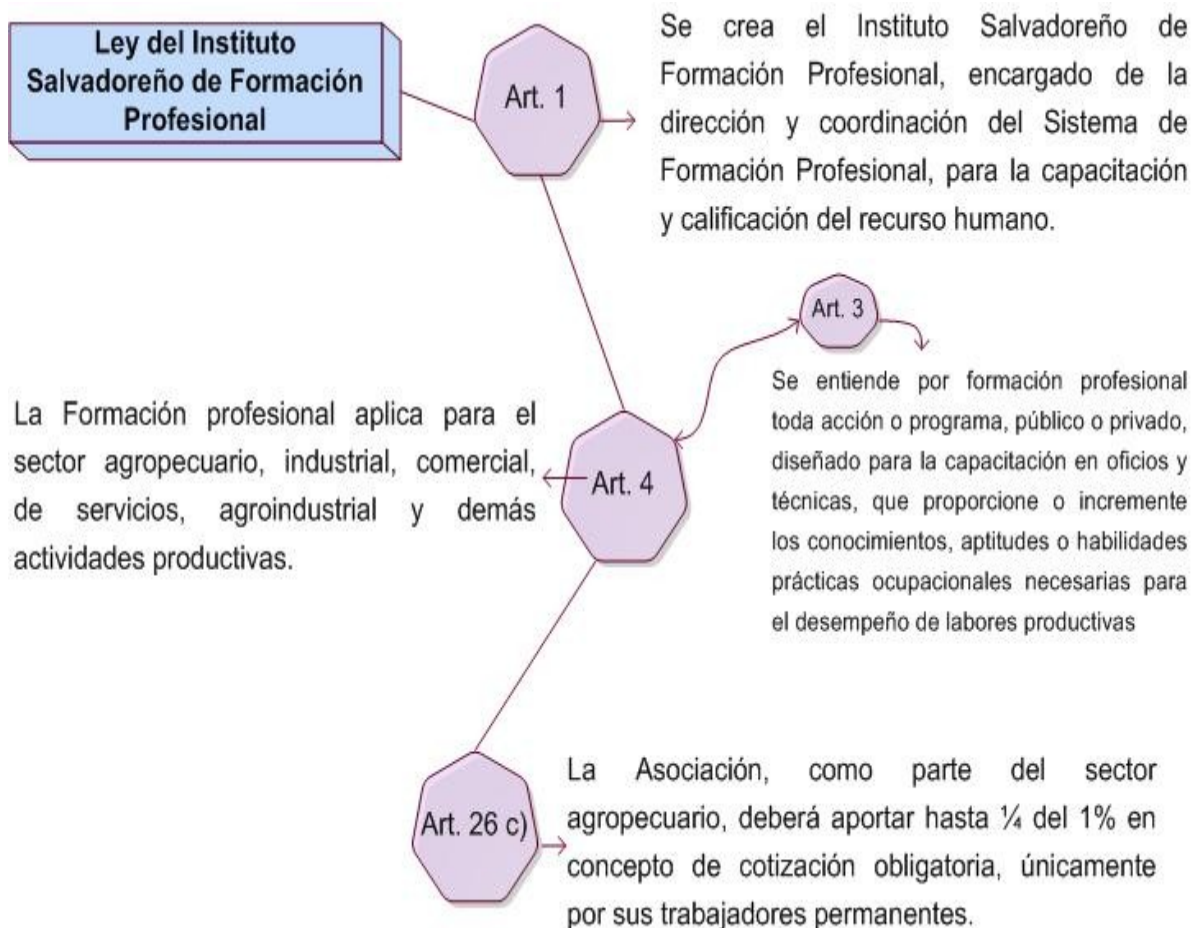 Ley del Instituto
Salvadoreño de Formación
Profesional
Art. 1
Se crea el Instituto Salvadoreño de
Formación Profesional, encargado de la
dirección y coordinación del Sistema de
Formación Profesional, para la capacitación
y calificación del recurso humano.
Art. 3
Se entiende por formación profesional
toda acción o programa, público o privado,
diseñado para la capacitación en oficios y
técnicas, que proporcione o incremente
los conocimientos, aptitudes o habilidades
prácticas ocupacionales necesarias para
el desempeño de labores productivas
Art. 4
La Formación profesional aplica para el
sector agropecuario, industrial, comercial,
de servicios, agroindustrial y demás
actividades productivas.
Art. 26 c)
La Asociación, como parte del sector
agropecuario, deberá aportar hasta ¼ del 1% en
concepto de cotización obligatoria, únicamente
por sus trabajadores permanentes.